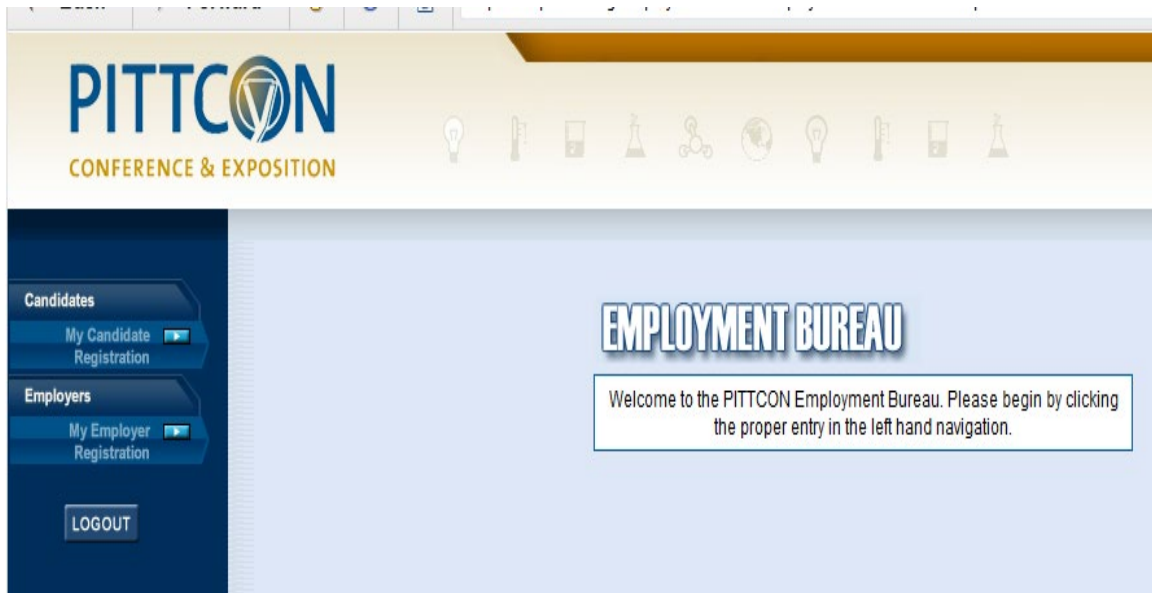 PITTCON
CONFERENCE & EXPOSITION
Candidates
My Candidate
Registration
Employers
My Employer
Registration
LOGOUT
EMPLOYMENT BUREAU
Welcome to the PITTCON Employment Bureau. Please begin by clicking
the proper entry in the left hand navigation.